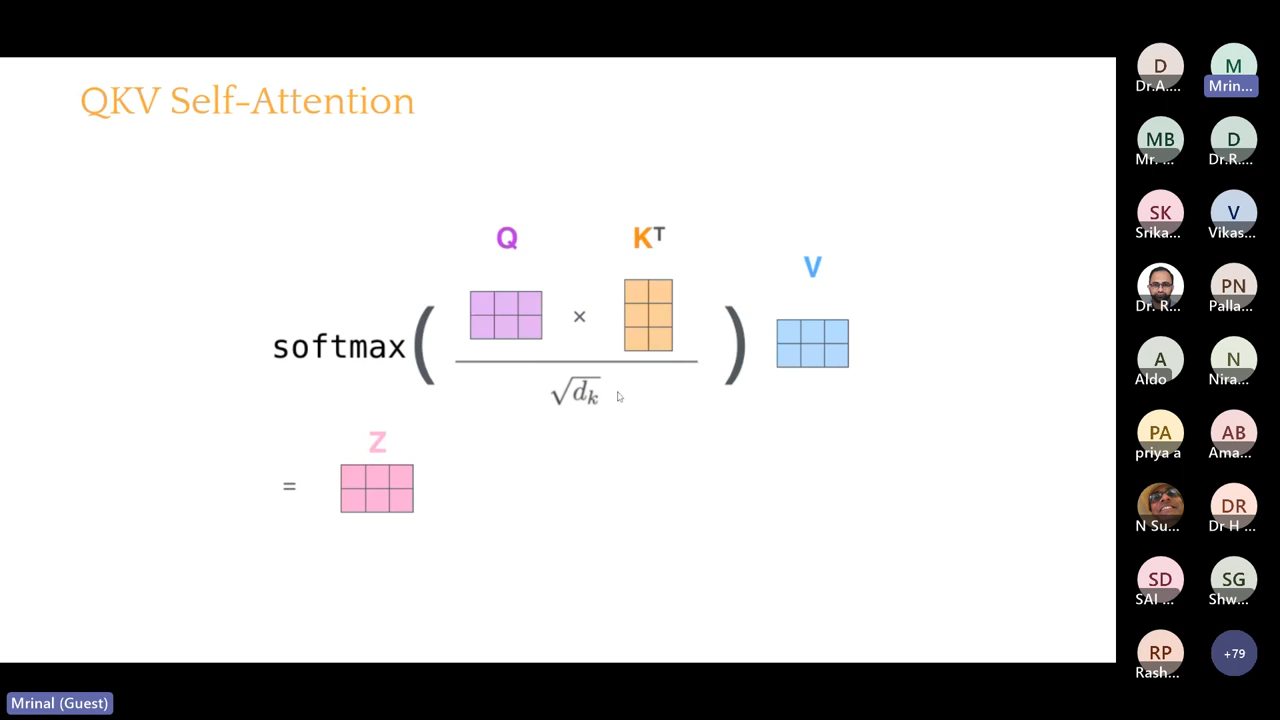 QKV Self-Attention
Q
Kᵀ
V
softmax( × )
√dₖ
Z
=
D
Dr.A....
M
Mrin...
MB
Mr. ...
D
Dr.R....
SK
Srika...
V
Vikas...
Dr. R...
PN
Palla...
A
Aldo
N
Nira...
PA
priya a
AB
Ama...
N Su...
DR
Dr H ...
SD
SAI ...
SG
Shw...
RP
Rash...
+79
Mrinal (Guest)